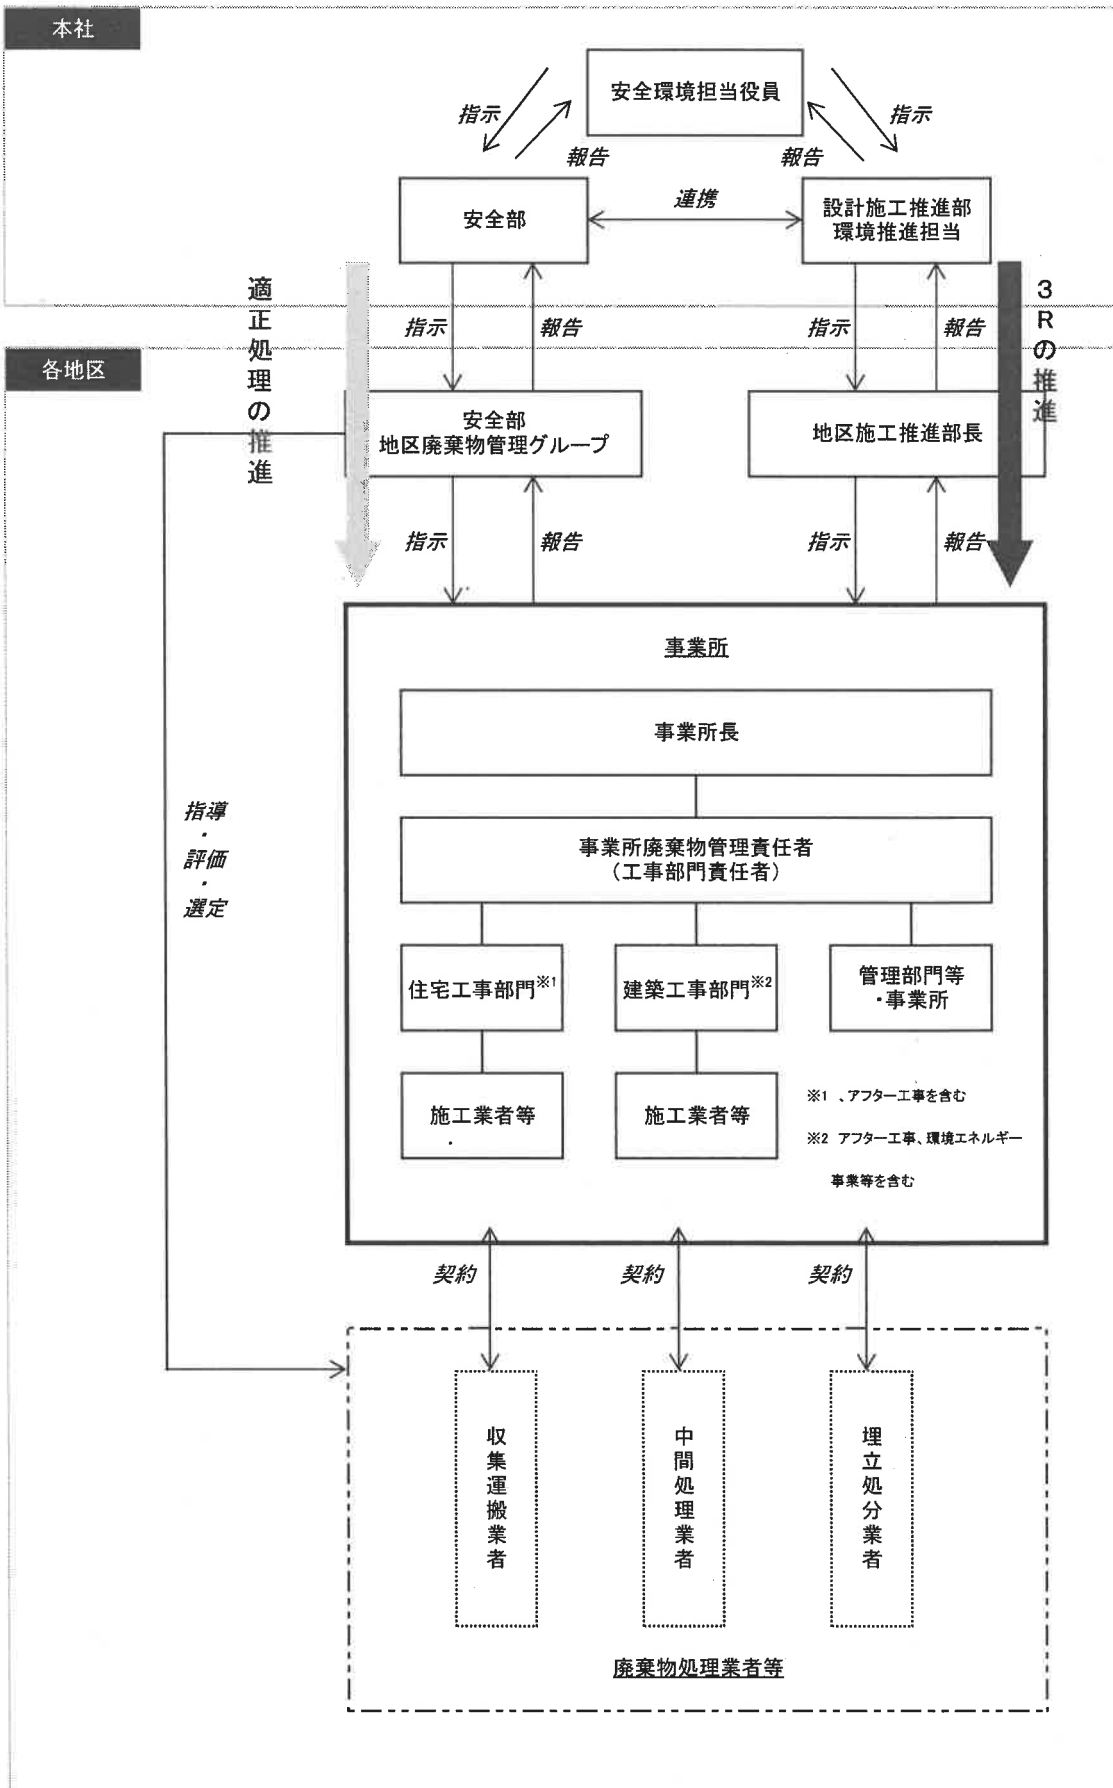 本社
安全環境担当役員
指示
報告
指示
報告
安全部
連携
設計施工推進部
環境推進担当
適正処理の推進
3Rの推進
指示
報告
指示
報告
各地区
安全部
地区廃棄物管理グループ
地区施工推進部長
指示
報告
指示
報告
事業所
事業所長
事業所廃棄物管理責任者
（工事部門責任者）
住宅工事部門※1
建築工事部門※2
管理部門等
・事業所
施工業者等
施工業者等
※1 、アフター工事を含む
※2 アフター工事、環境エネルギー
事業等を含む
指導
・
評価
・
選定
契約
契約
契約
収集運搬業者
中間処理業者
埋立処分業者
廃棄物処理業者等